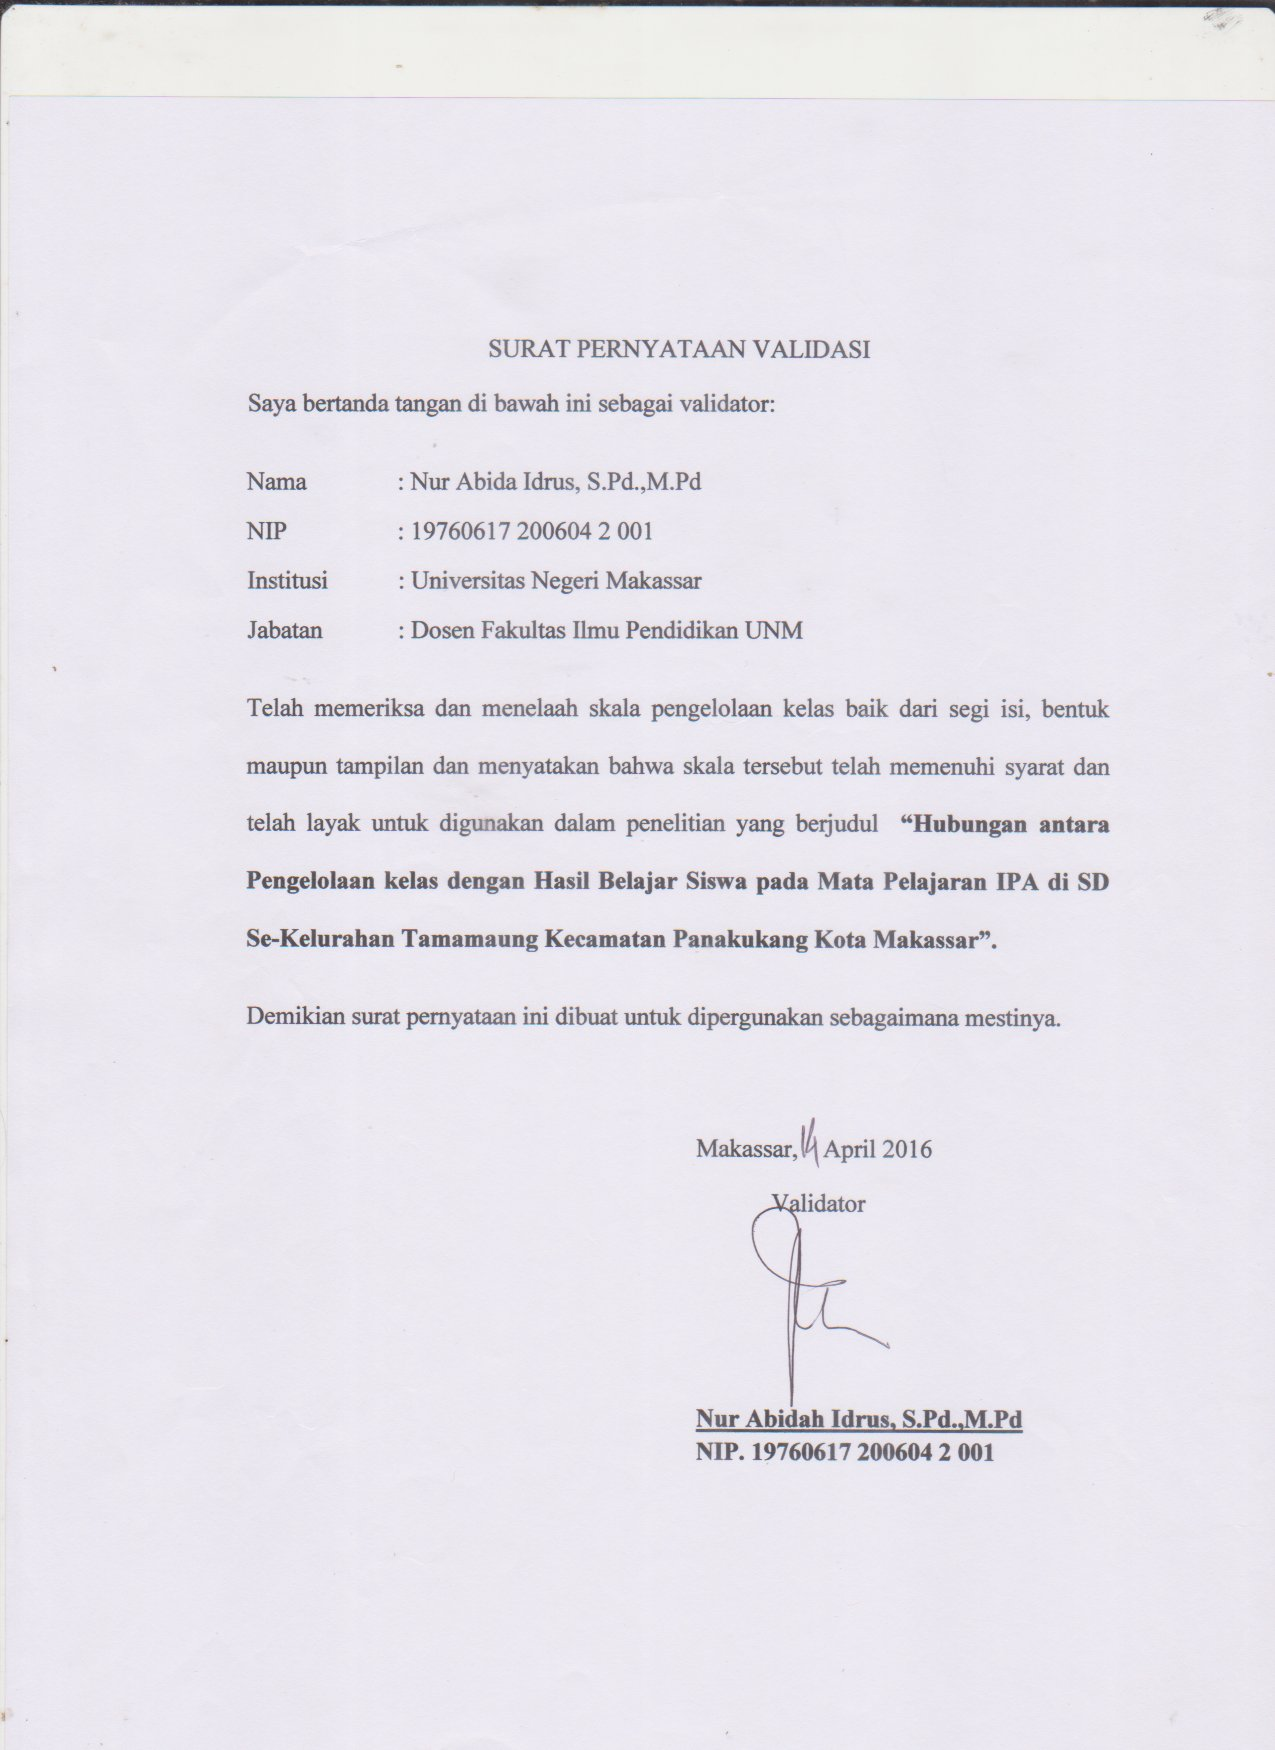 SURAT PERNYATAAN VALIDASI
Saya bertanda tangan di bawah ini sebagai validator:
Nama : Nur Abida Idrus, S.Pd.,M.Pd
NIP : 19760617 200604 2 001
Institusi : Universitas Negeri Makassar
Jabatan : Dosen Fakultas Ilmu Pendidikan UNM
Telah memeriksa dan menelaah skala pengelolaan kelas baik dari segi isi, bentuk
maupun tampilan dan menyatakan bahwa skala tersebut telah memenuhi syarat dan
telah layak untuk digunakan dalam penelitian yang berjudul “Hubungan antara
Pengelolaan kelas dengan Hasil Belajar Siswa pada Mata Pelajaran IPA di SD
Se-Kelurahan Tamamaung Kecamatan Panakukang Kota Makassar”.
Demikian surat pernyataan ini dibuat untuk dipergunakan sebagaimana mestinya.
Makassar, 14 April 2016
Validator
Nur Abidah Idrus, S.Pd.,M.Pd
NIP. 19760617 200604 2 001